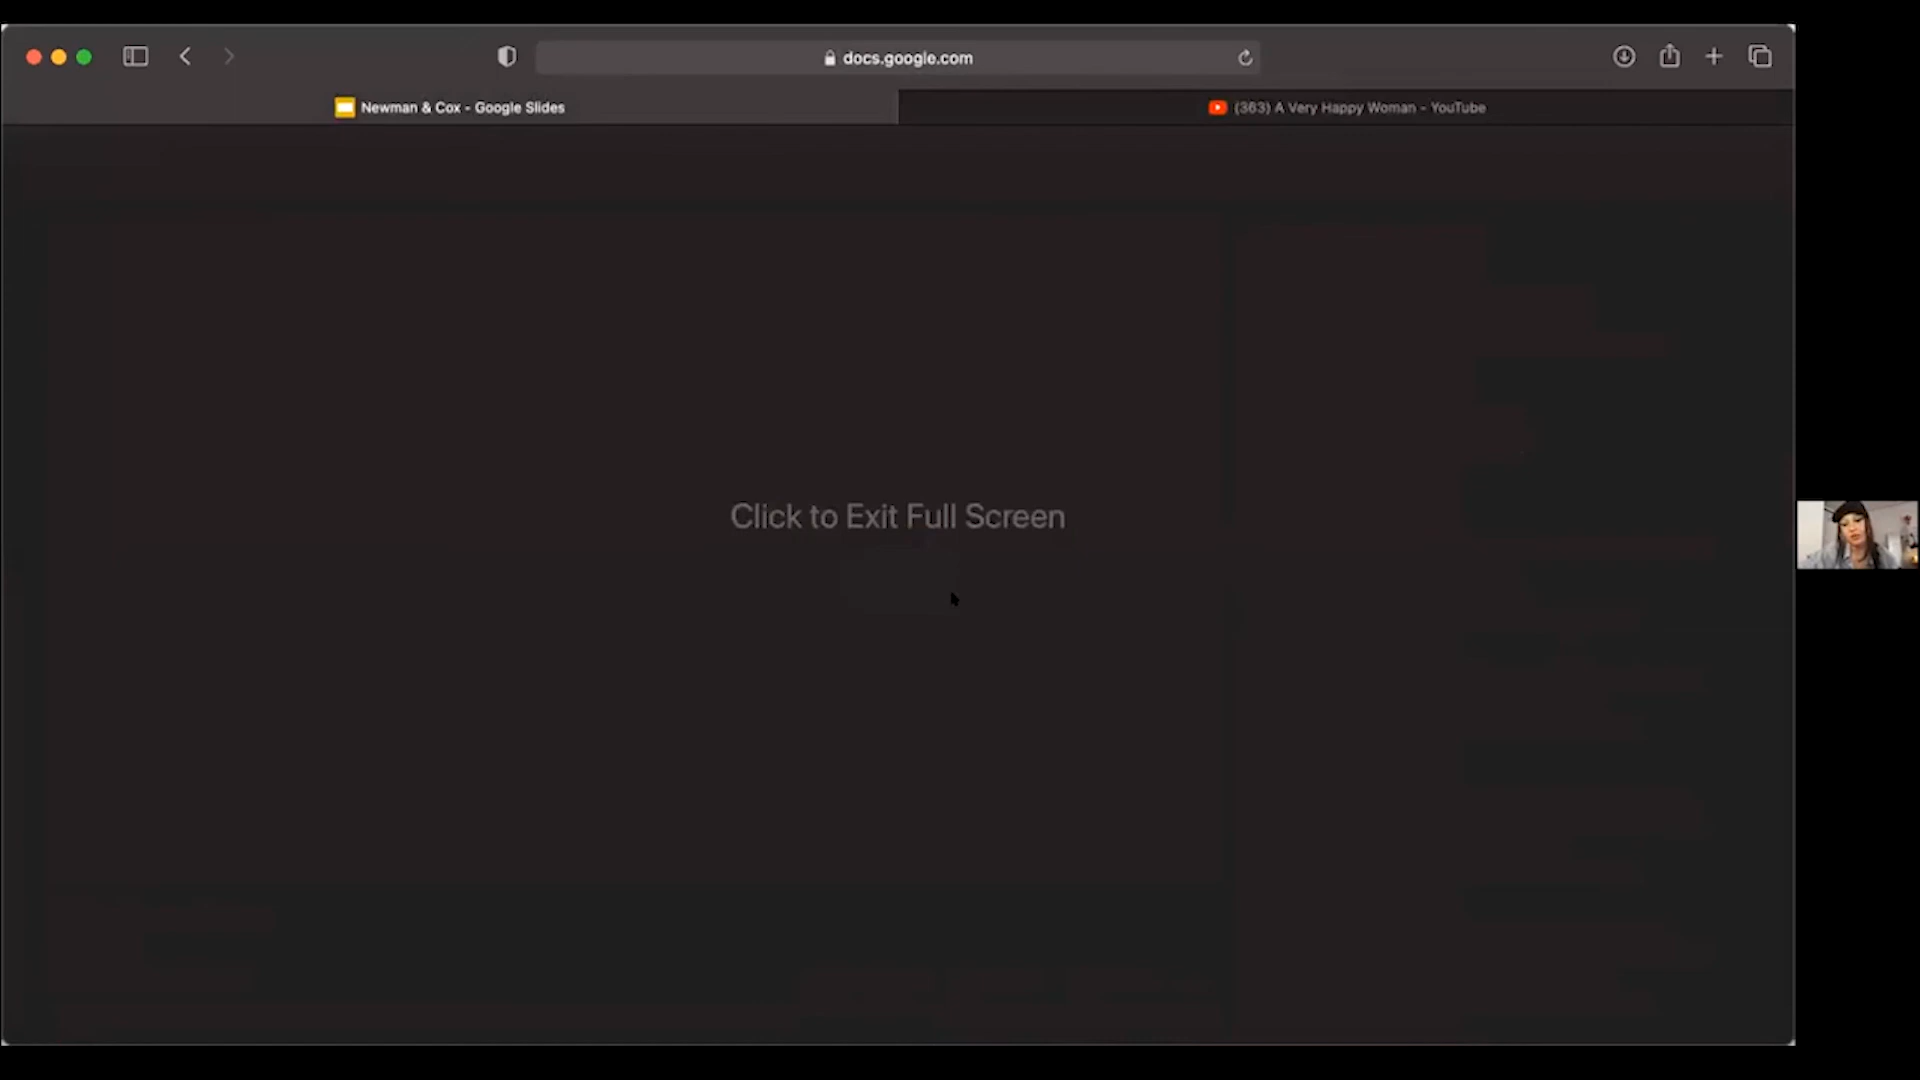 docs.google.com
Newman & Cox - Google Slides
(363) A Very Happy Woman - YouTube
Click to Exit Full Screen